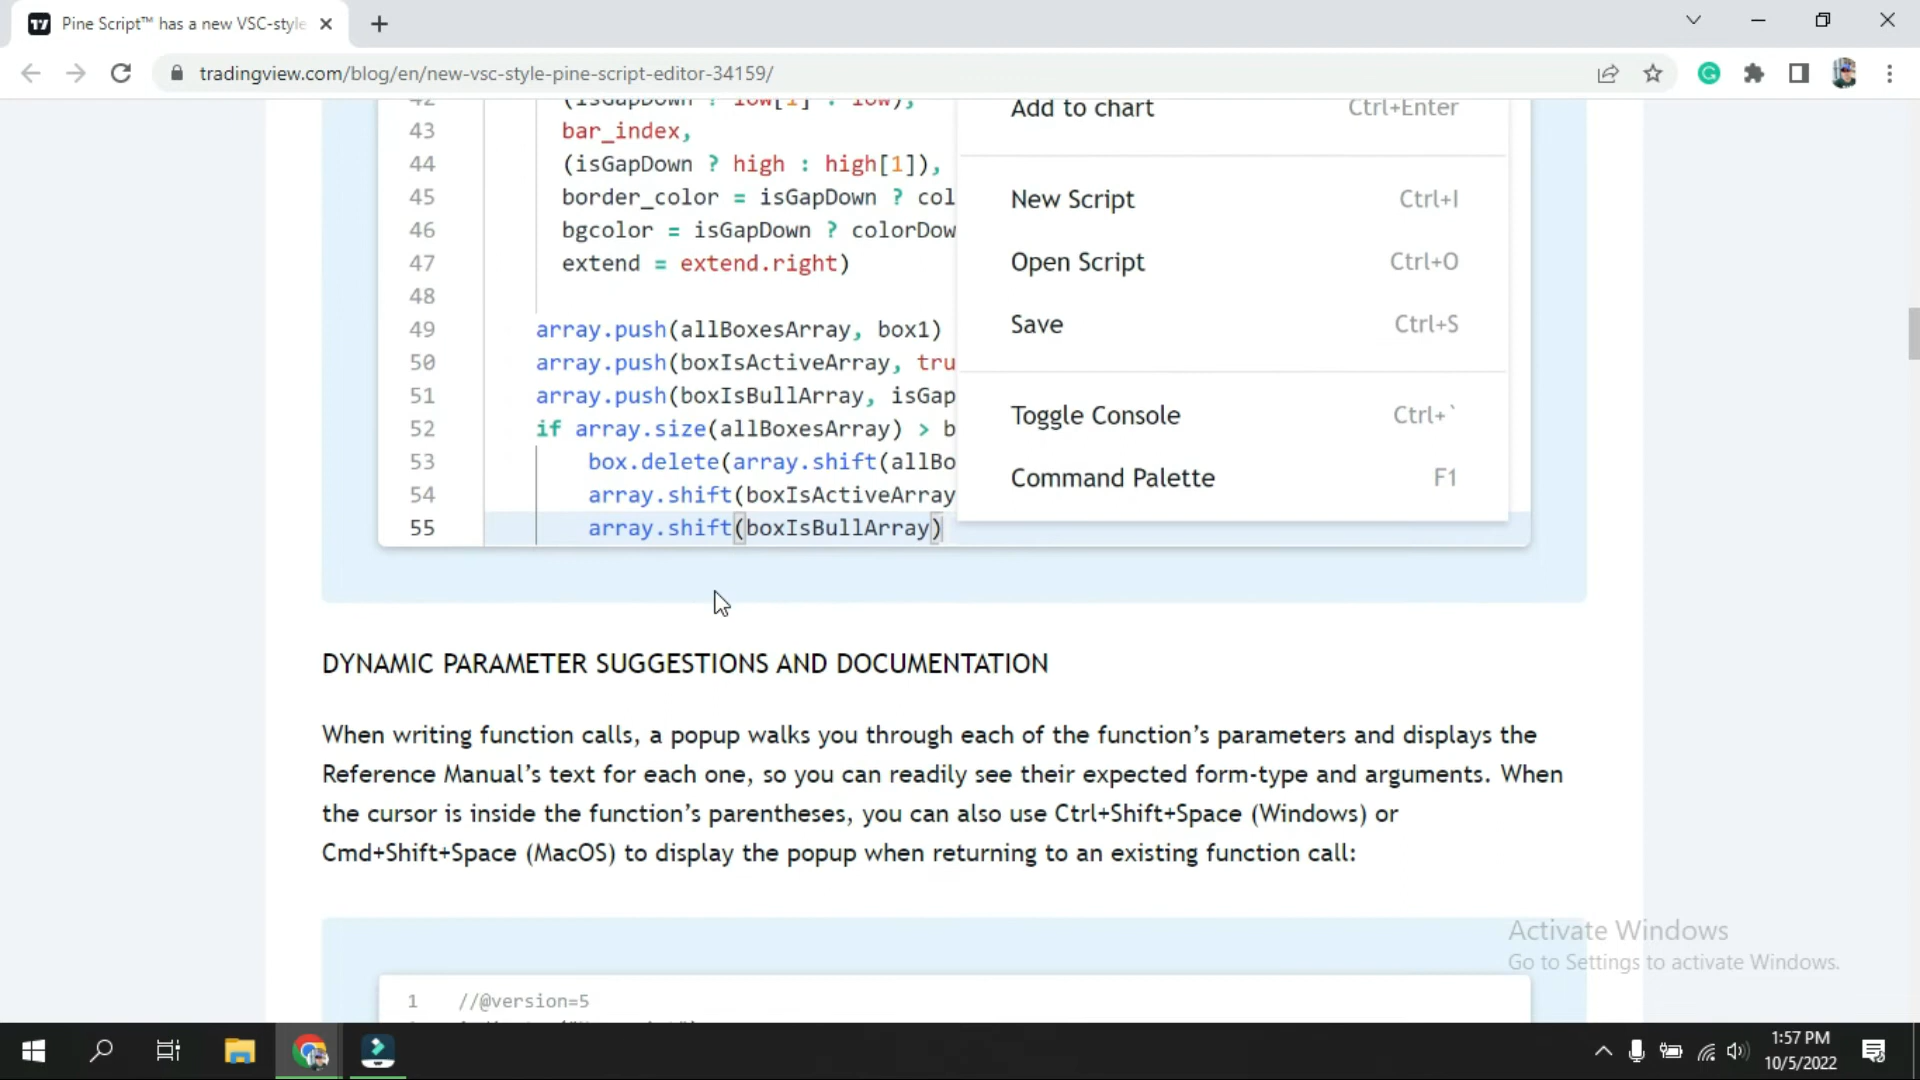 Pine Script™ has a new VSC-style
tradingview.com/blog/en/new-vsc-style-pine-script-editor-34159/
42 (isGapDown ? low[1] : low),
43 bar_index,
44 (isGapDown ? high : high[1]),
45 border_color = isGapDown ? col
46 bgcolor = isGapDown ? colorDow
47 extend = extend.right)
48
49 array.push(allBoxesArray, box1)
50 array.push(boxIsActiveArray, tru
51 array.push(boxIsBullArray, isGap
52 if array.size(allBoxesArray) > b
53 box.delete(array.shift(allBo
54 array.shift(boxIsActiveArray
55 array.shift(boxIsBullArray)
Add to chart Ctrl+Enter
New Script Ctrl+I
Open Script Ctrl+O
Save Ctrl+S
Toggle Console Ctrl+`
Command Palette F1
DYNAMIC PARAMETER SUGGESTIONS AND DOCUMENTATION
When writing function calls, a popup walks you through each of the function’s parameters and displays the
Reference Manual’s text for each one, so you can readily see their expected form-type and arguments. When
the cursor is inside the function’s parentheses, you can also use Ctrl+Shift+Space (Windows) or
Cmd+Shift+Space (MacOS) to display the popup when returning to an existing function call:
1 //@version=5
Activate Windows
Go to Settings to activate Windows.
1:57 PM
10/5/2022